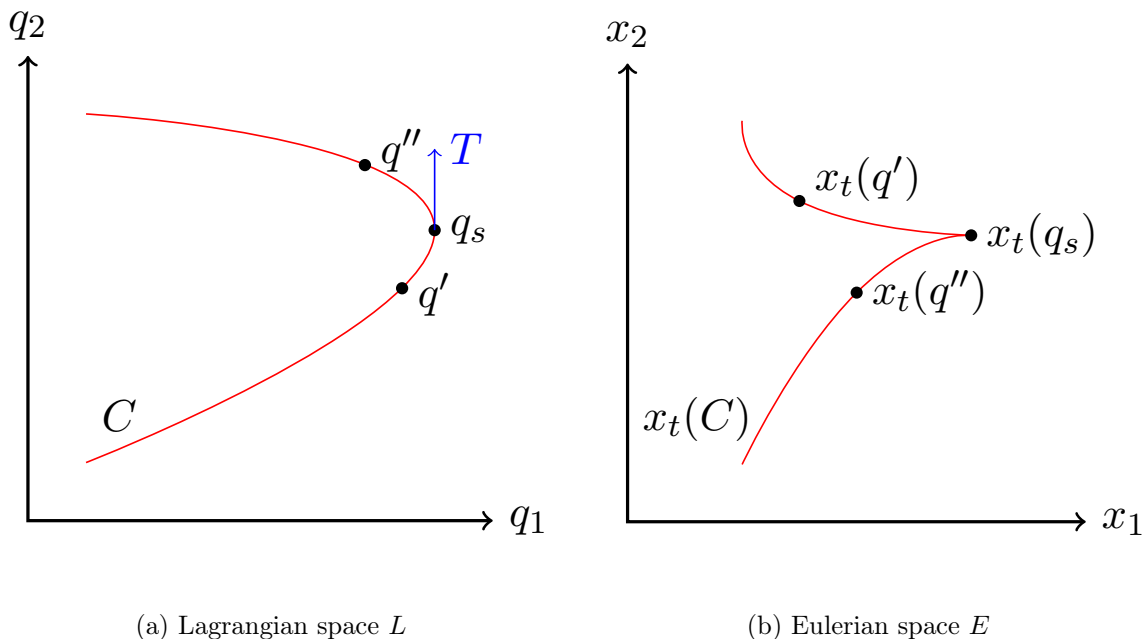 q₂
q''
T
q_s
q'
C
q₁
(a) Lagrangian space L
x₂
x_t(q')
x_t(q_s)
x_t(q'')
x_t(C)
x₁
(b) Eulerian space E